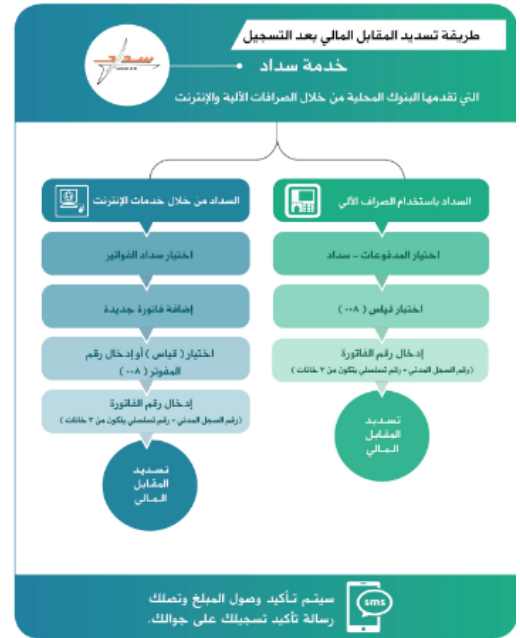 طريقة تسديد المقابل المالي بعد التسجيل
سداد
خدمة سداد
التي تقدمها البنوك المحلية من خلال الصرافات الآلية والإنترنت
السداد باستخدام الصراف الآلي
اختيار المدفوعات - سداد
اختيار قياس ( ٠٠٨ )
إدخال رقم الفاتورة
( رقم السجل المدني + رقم تسلسلي يتكون من ٣ خانات )
تسديد
المقابل
المالي
السداد من خلال خدمات الإنترنت
اختيار سداد الفواتير
إضافة فاتورة جديدة
اختيار ( قياس ) أو إدخال رقم
المفوتر ( ٠٠٨ )
إدخال رقم الفاتورة
( رقم السجل المدني + رقم تسلسلي يتكون من ٣ خانات )
تسديد
المقابل
المالي
سيتم تأكيد وصول المبلغ وتصلك
رسالة تأكيد تسجيلك على جوالك.
sms